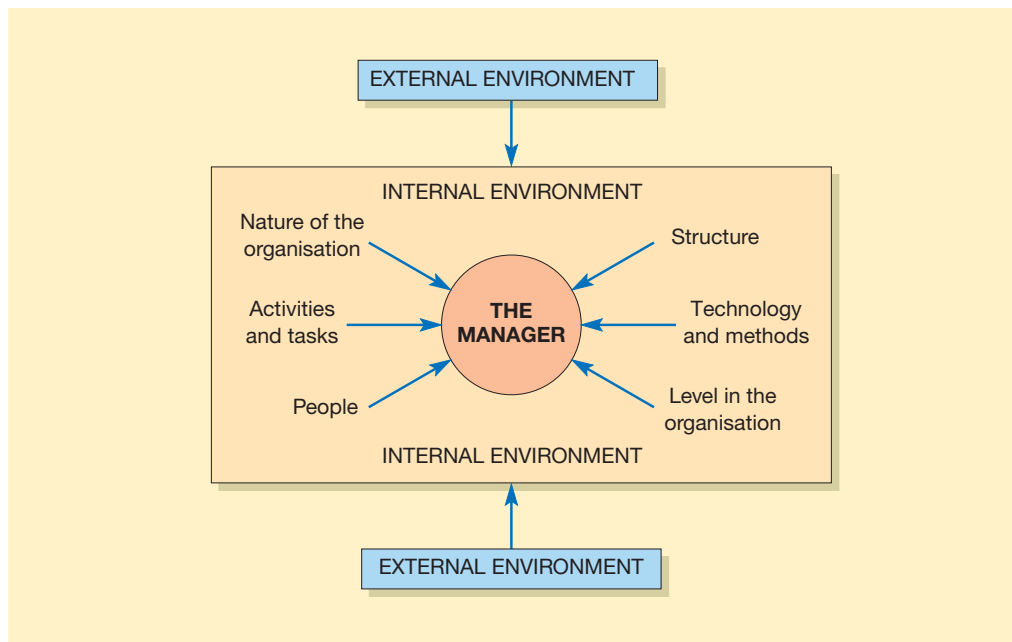 EXTERNAL ENVIRONMENT
INTERNAL ENVIRONMENT
Nature of the
organisation
Structure
Activities
and tasks
THE
MANAGER
Technology
and methods
People
Level in the
organisation
INTERNAL ENVIRONMENT
EXTERNAL ENVIRONMENT